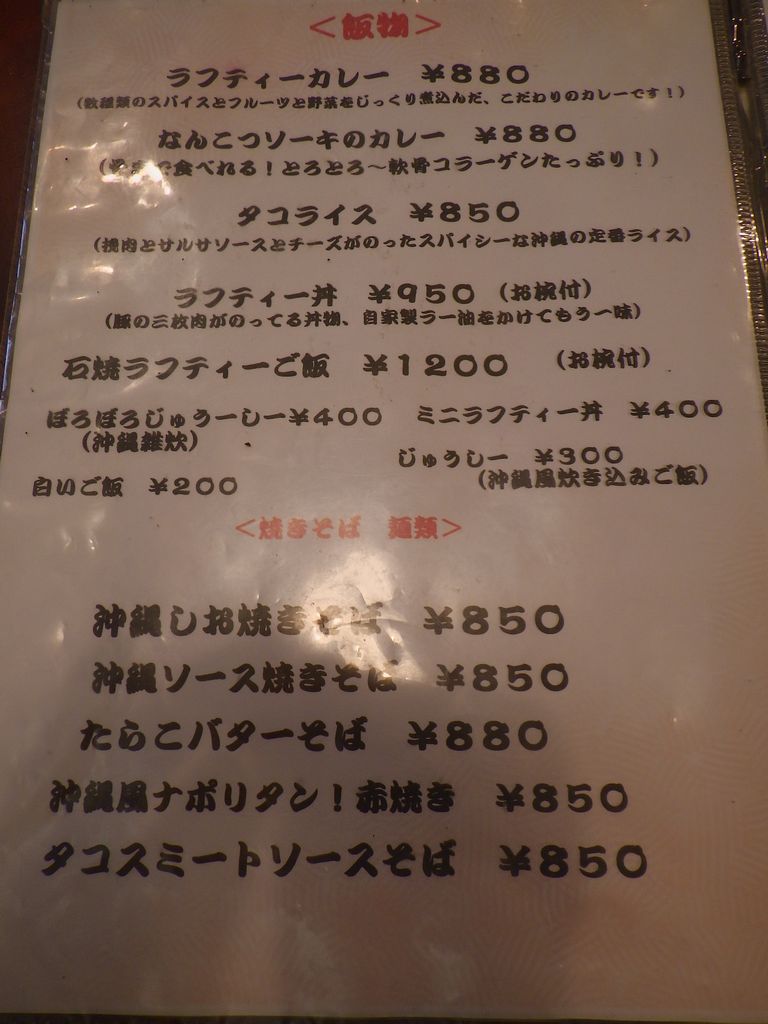 <飯物>
ラフティーカレー ¥880
(数種類のスパイスとフルーツと野菜をじっくり煮込んだ、こだわりのカレーです!)
なんこつソーキのカレー ¥880
(まで食べれる!とろとろ〜軟骨コラーゲンたっぷり!)
タコライス ¥850
(挽肉とサルサソースとチーズがのったスパイシーな沖縄の定番ライス)
ラフティー丼 ¥950 (お椀付)
(豚の三枚肉がのってる丼物、自家製ラー油をかけてもう一味)
石焼ラフティーご飯 ¥1200 (お椀付)
ぼろぼろじゅうーしー¥400 ミニラフティー丼 ¥400
(沖縄雑炊)
じゅうしー ¥300
(沖縄風炊き込みご飯)
白いご飯 ¥200
<焼きそば 麺類>
沖縄しお焼きそば ¥850
沖縄ソース焼きそば ¥850
たらこバターそば ¥880
沖縄風ナポリタン!赤焼き ¥850
タコスミートソースそば ¥850